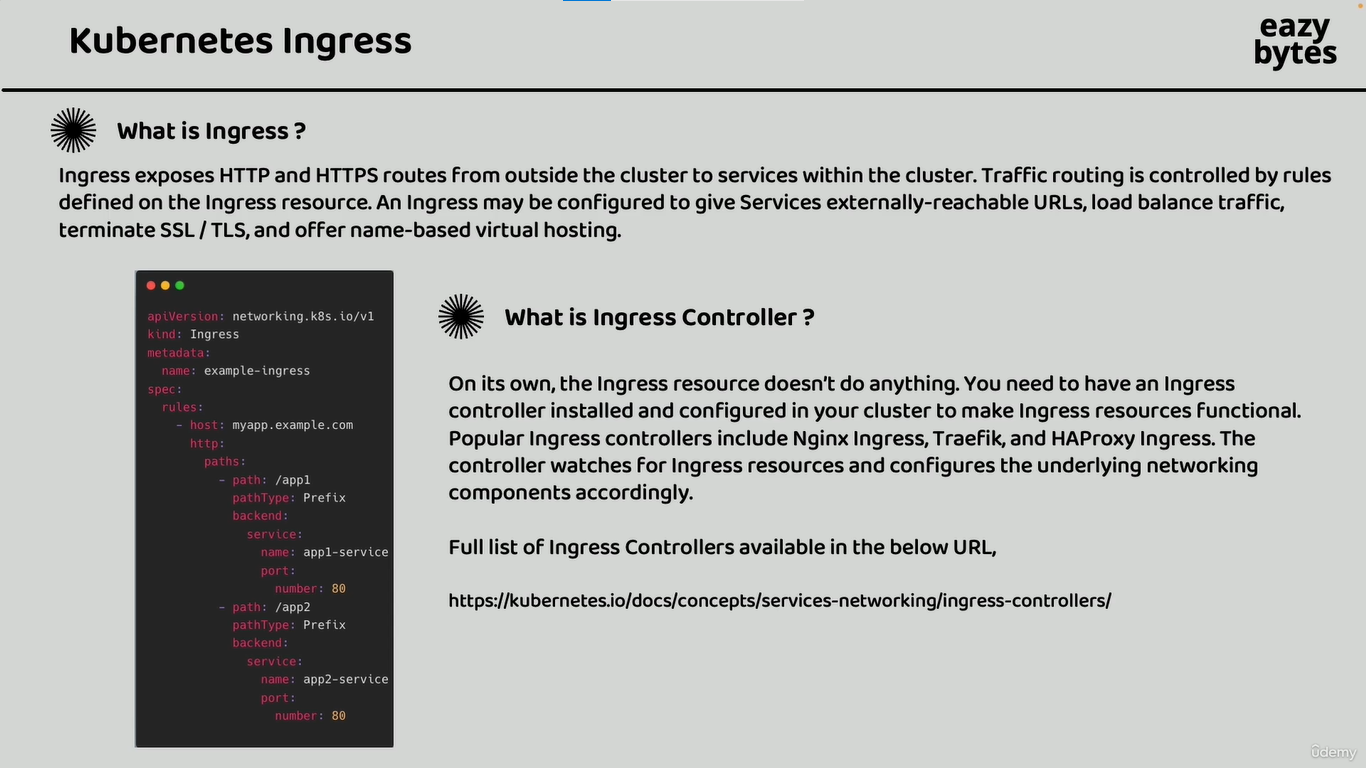 Kubernetes Ingress
eazy
bytes
What is Ingress ?
Ingress exposes HTTP and HTTPS routes from outside the cluster to services within the cluster. Traffic routing is controlled by rules
defined on the Ingress resource. An Ingress may be configured to give Services externally-reachable URLs, load balance traffic,
terminate SSL / TLS, and offer name-based virtual hosting.
apiVersion: networking.k8s.io/v1
kind: Ingress
metadata:
  name: example-ingress
spec:
  rules:
    - host: myapp.example.com
      http:
        paths:
          - path: /app1
            pathType: Prefix
            backend:
              service:
                name: app1-service
                port:
                  number: 80
          - path: /app2
            pathType: Prefix
            backend:
              service:
                name: app2-service
                port:
                  number: 80
What is Ingress Controller ?
On its own, the Ingress resource doesn't do anything. You need to have an Ingress
controller installed and configured in your cluster to make Ingress resources functional.
Popular Ingress controllers include Nginx Ingress, Traefik, and HAProxy Ingress. The
controller watches for Ingress resources and configures the underlying networking
components accordingly.
Full list of Ingress Controllers available in the below URL,
https://kubernetes.io/docs/concepts/services-networking/ingress-controllers/
ûdemy